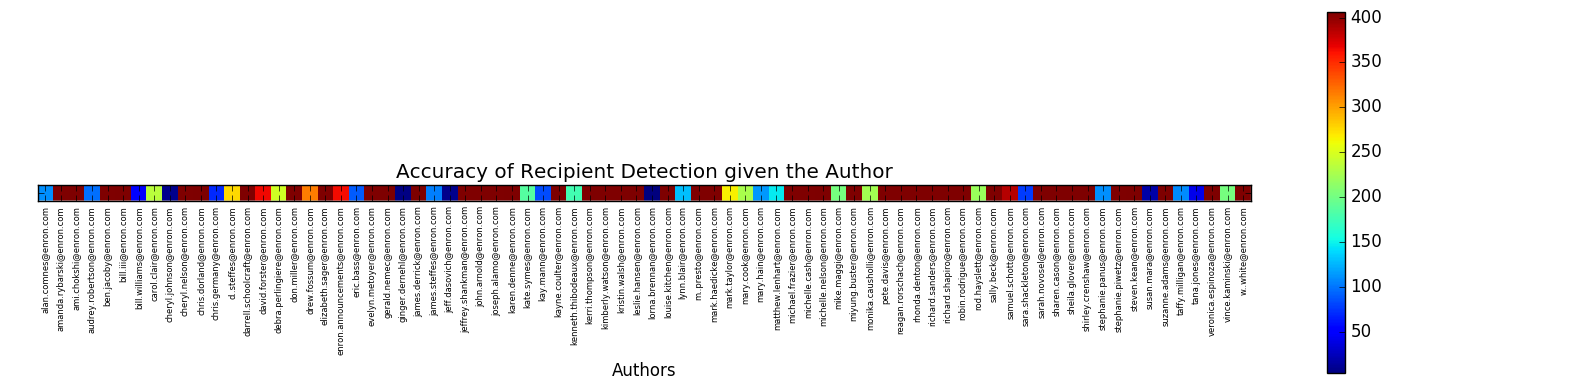 Accuracy of Recipient Detection given the Author
alan.comnes@enron.com
amanda.rybarski@enron.com
ami.chokshi@enron.com
audrey.robertson@enron.com
ben.jacoby@enron.com
bill.iii@enron.com
bill.williams@enron.com
carol.clair@enron.com
cheryl.johnson@enron.com
cheryl.nelson@enron.com
chris.dorland@enron.com
chris.germany@enron.com
d..steffes@enron.com
darrell.schoolcraft@enron.com
david.forster@enron.com
debra.perlingiere@enron.com
don.miller@enron.com
drew.fossum@enron.com
elizabeth.sager@enron.com
enron.announcements@enron.com
eric.bass@enron.com
evelyn.metoyer@enron.com
gerald.nemec@enron.com
ginger.dernehl@enron.com
james.derrick@enron.com
james.steffes@enron.com
jeff.dasovich@enron.com
jeffrey.shankman@enron.com
john.arnold@enron.com
joseph.alamo@enron.com
karen.denne@enron.com
kate.symes@enron.com
kay.mann@enron.com
kayne.coulter@enron.com
kenneth.thibodeaux@enron.com
kerri.thompson@enron.com
kimberly.watson@enron.com
kristin.walsh@enron.com
leslie.hansen@enron.com
lorna.brennan@enron.com
louise.kitchen@enron.com
lynn.blair@enron.com
m..presto@enron.com
mark.haedicke@enron.com
mark.taylor@enron.com
mary.cook@enron.com
mary.hain@enron.com
matthew.lenhart@enron.com
michael.frazier@enron.com
michelle.cash@enron.com
michelle.nelson@enron.com
mike.maggi@enron.com
miyung.buster@enron.com
monika.causholli@enron.com
pete.davis@enron.com
reagan.rorschach@enron.com
rhonda.denton@enron.com
richard.sanders@enron.com
richard.shapiro@enron.com
robin.rodrigue@enron.com
rod.hayslett@enron.com
sally.beck@enron.com
samuel.schott@enron.com
sara.shackleton@enron.com
sarah.novosel@enron.com
sharen.cason@enron.com
sheila.glover@enron.com
shirley.crenshaw@enron.com
stephanie.panus@enron.com
stephanie.piwetz@enron.com
steven.kean@enron.com
susan.mara@enron.com
suzanne.adams@enron.com
taffy.milligan@enron.com
tana.jones@enron.com
veronica.espinoza@enron.com
vince.kaminski@enron.com
w..white@enron.com
Authors
400
350
300
250
200
150
100
50